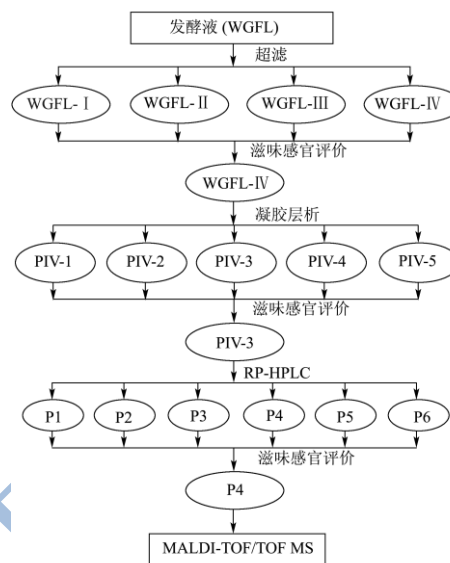 发酵液 (WGFL)
超滤
WGFL-Ⅰ WGFL-Ⅱ WGFL-Ⅲ WGFL-Ⅳ
滋味感官评价
WGFL-Ⅳ
凝胶层析
PIV-1 PIV-2 PIV-3 PIV-4 PIV-5
滋味感官评价
PIV-3
RP-HPLC
P1 P2 P3 P4 P5 P6
滋味感官评价
P4
MALDI-TOF/TOF MS